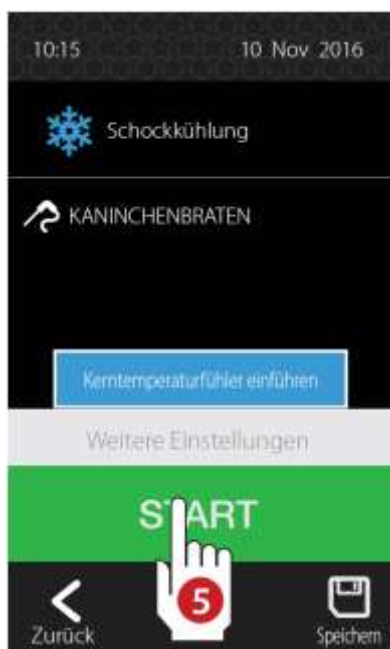 10:15 10 Nov 2016
Schockkühlung
KANINCHENBRATEN
Kerntemperaturfühler einführen
Weitere Einstellungen
START
5
Zurück Speichern